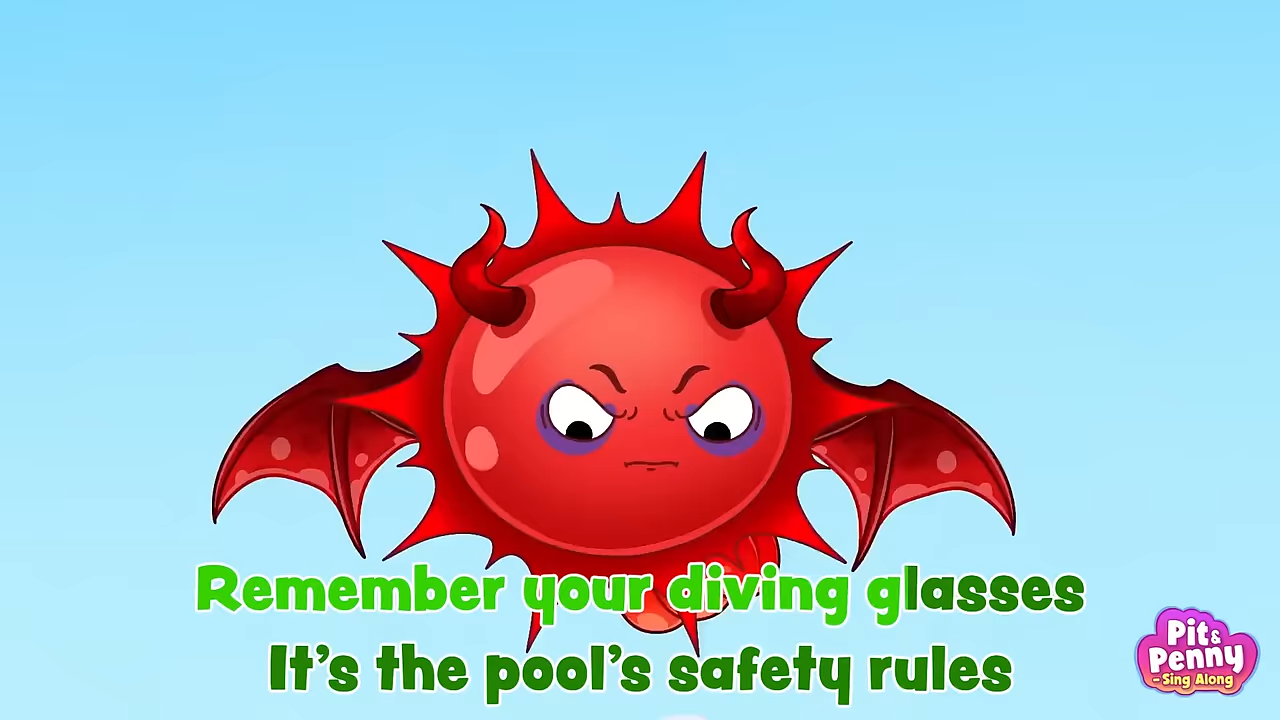 Remember your diving glasses
It's the pool's safety rules
Pit &
Penny
- Sing Along